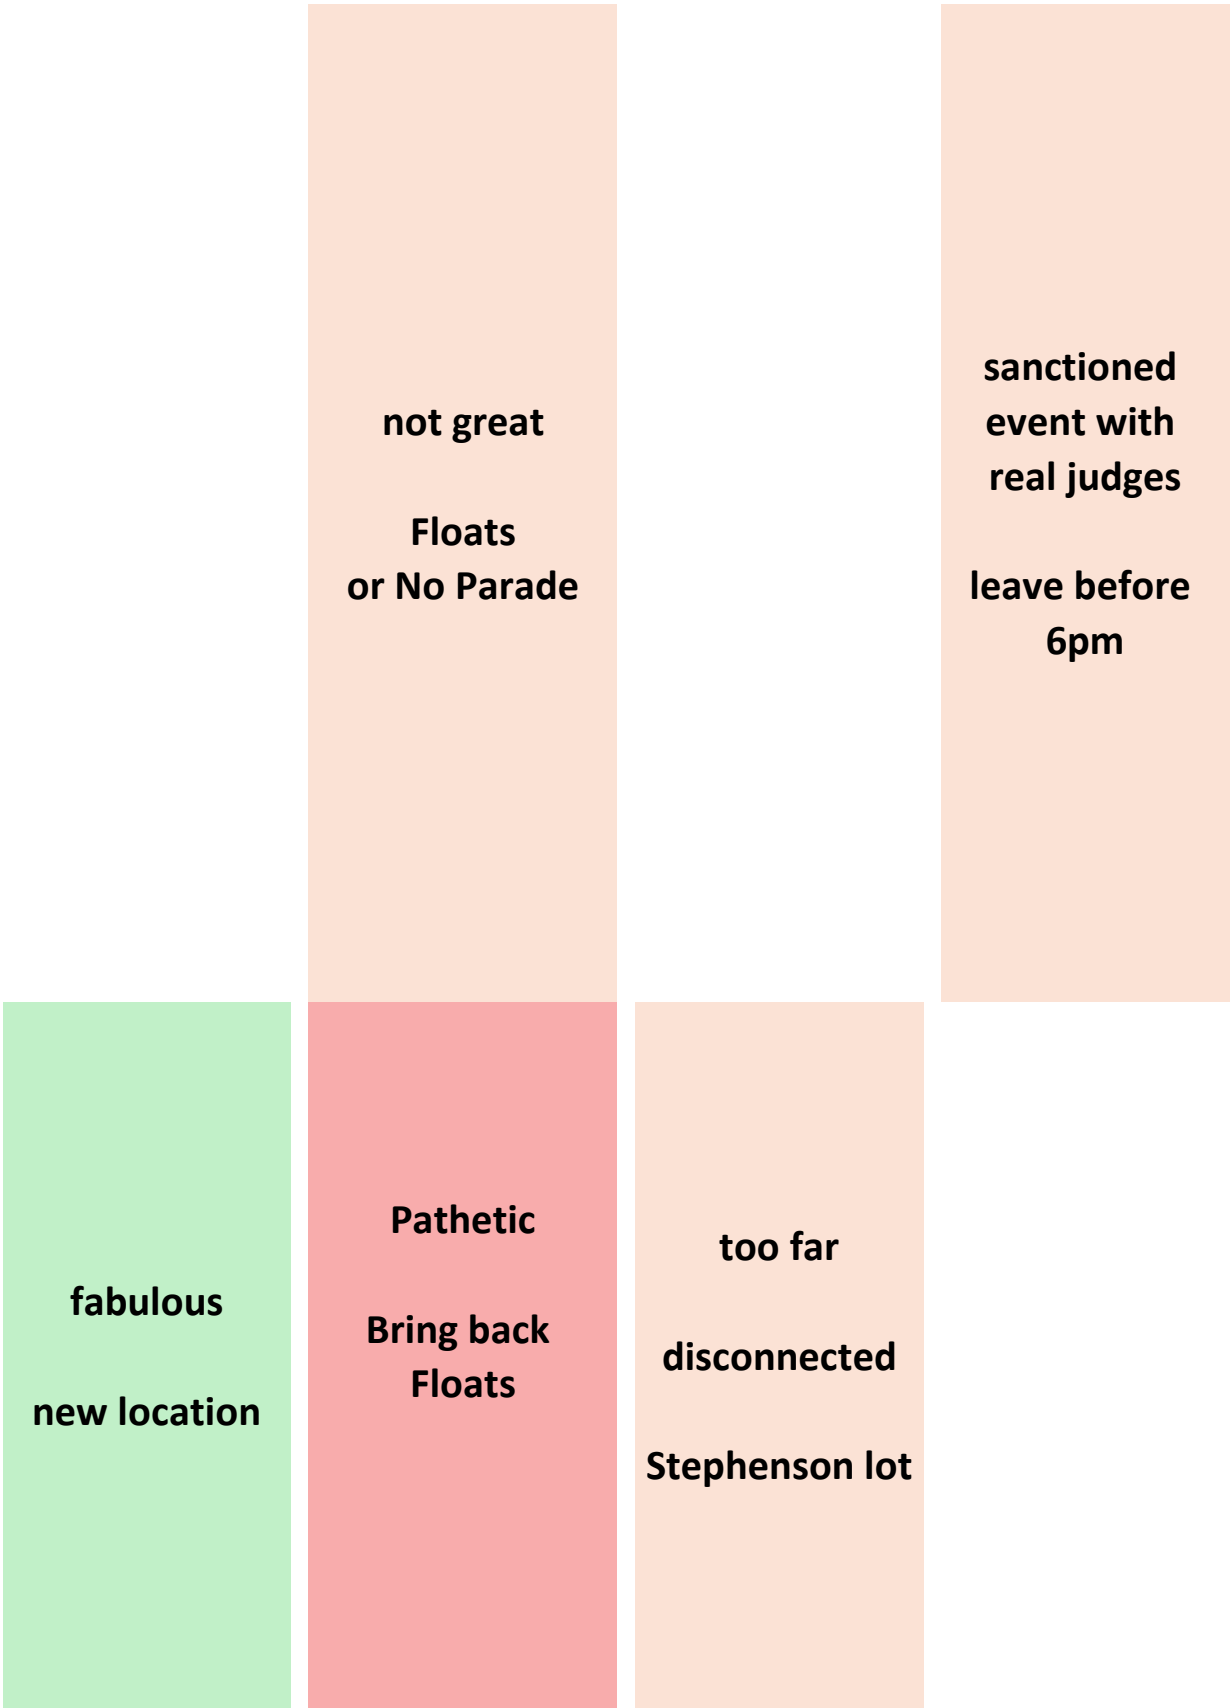 not great
Floats
or No Parade
sanctioned
event with
real judges
leave before
6pm
fabulous
new location
Pathetic
Bring back
Floats
too far
disconnected
Stephenson lot